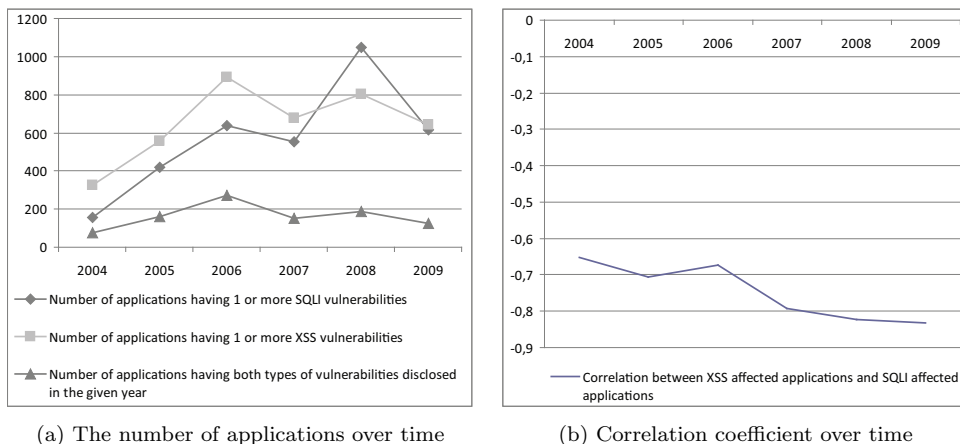 1200
1000
800
600
400
200
0
2004 2005 2006 2007 2008 2009
Number of applications having 1 or more SQLI vulnerabilities
Number of applications having 1 or more XSS vulnerabilities
Number of applications having both types of vulnerabilities disclosed
in the given year
(a) The number of applications over time
0
2004 2005 2006 2007 2008 2009
-0,1
-0,2
-0,3
-0,4
-0,5
-0,6
-0,7
-0,8
-0,9
Correlation between XSS affected applications and SQLI affected
applications
(b) Correlation coefficient over time